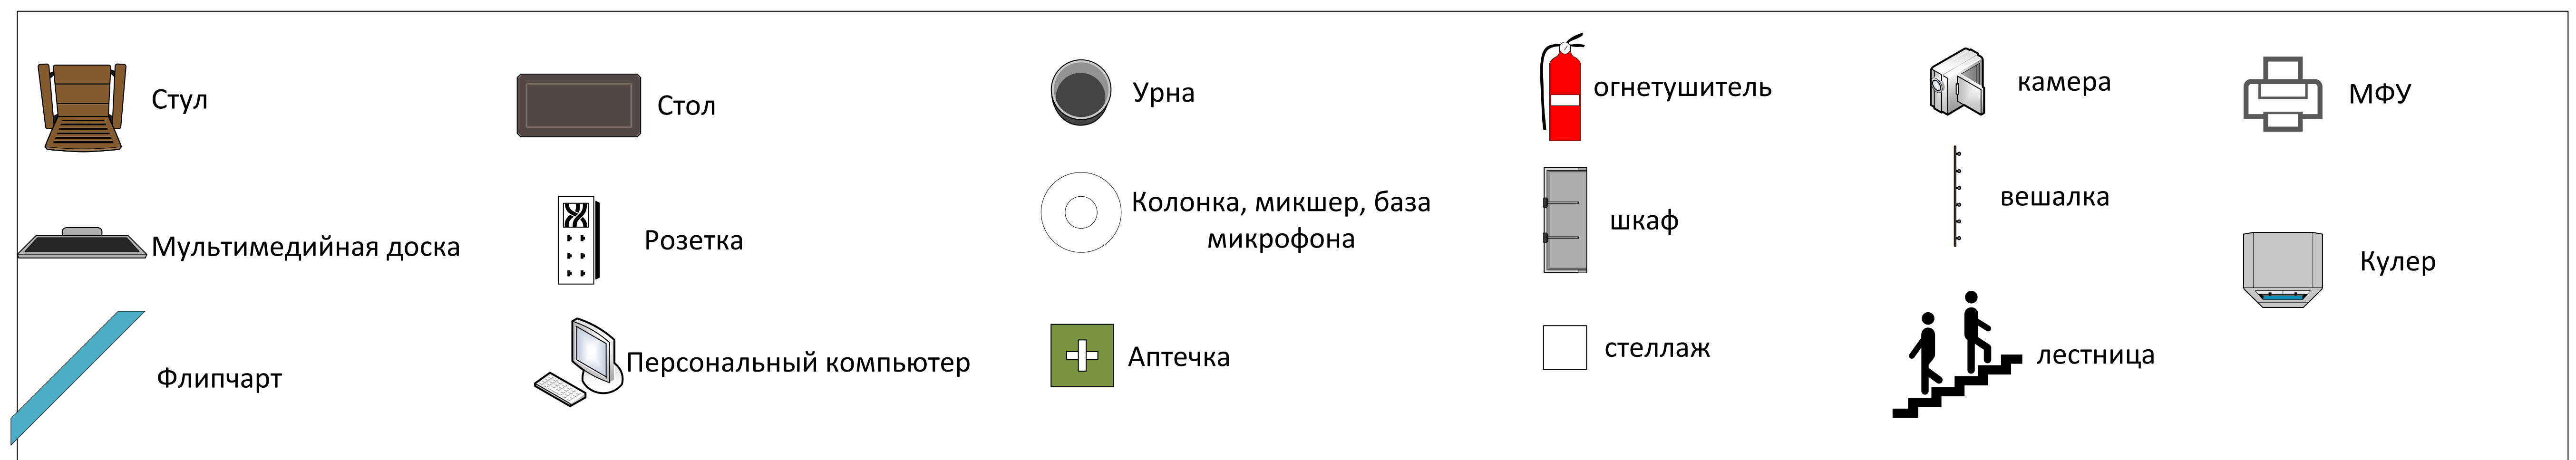 Стул
Стол
Урна
огнетушитель
камера
МФУ
Мультимедийная доска
Розетка
Колонка, микшер, база
микрофона
шкаф
вешалка
Кулер
Флипчарт
Персональный компьютер
Аптечка
стеллаж
лестница